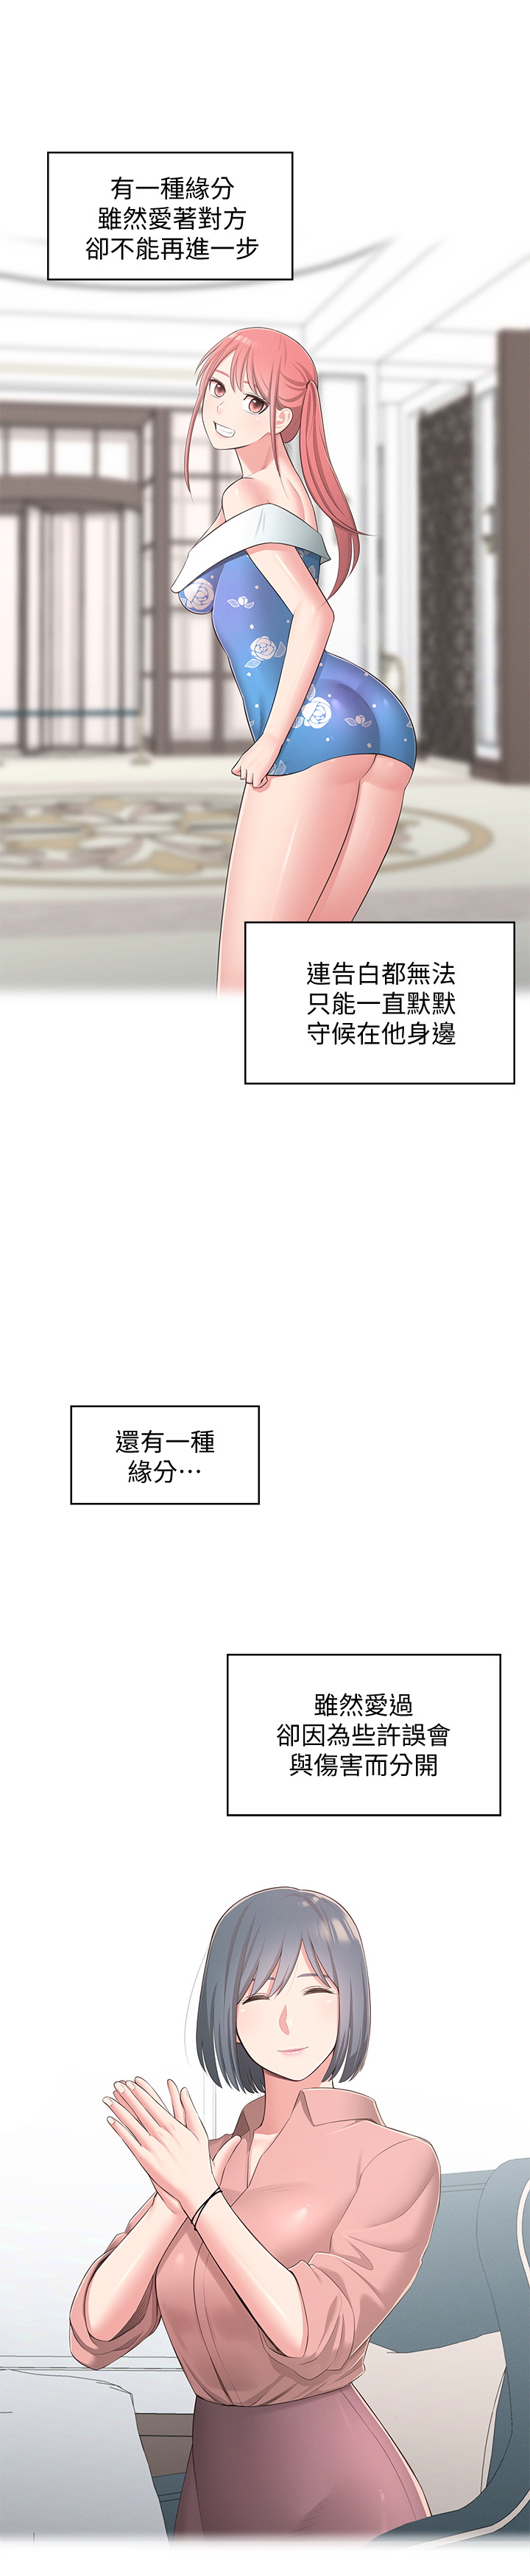 有一種緣分
雖然愛著對方
卻不能再進一步
連告白都無法
只能一直默默
守候在他身邊
還有一種
緣分⋯
雖然愛過
卻因為些許誤會
與傷害而分開